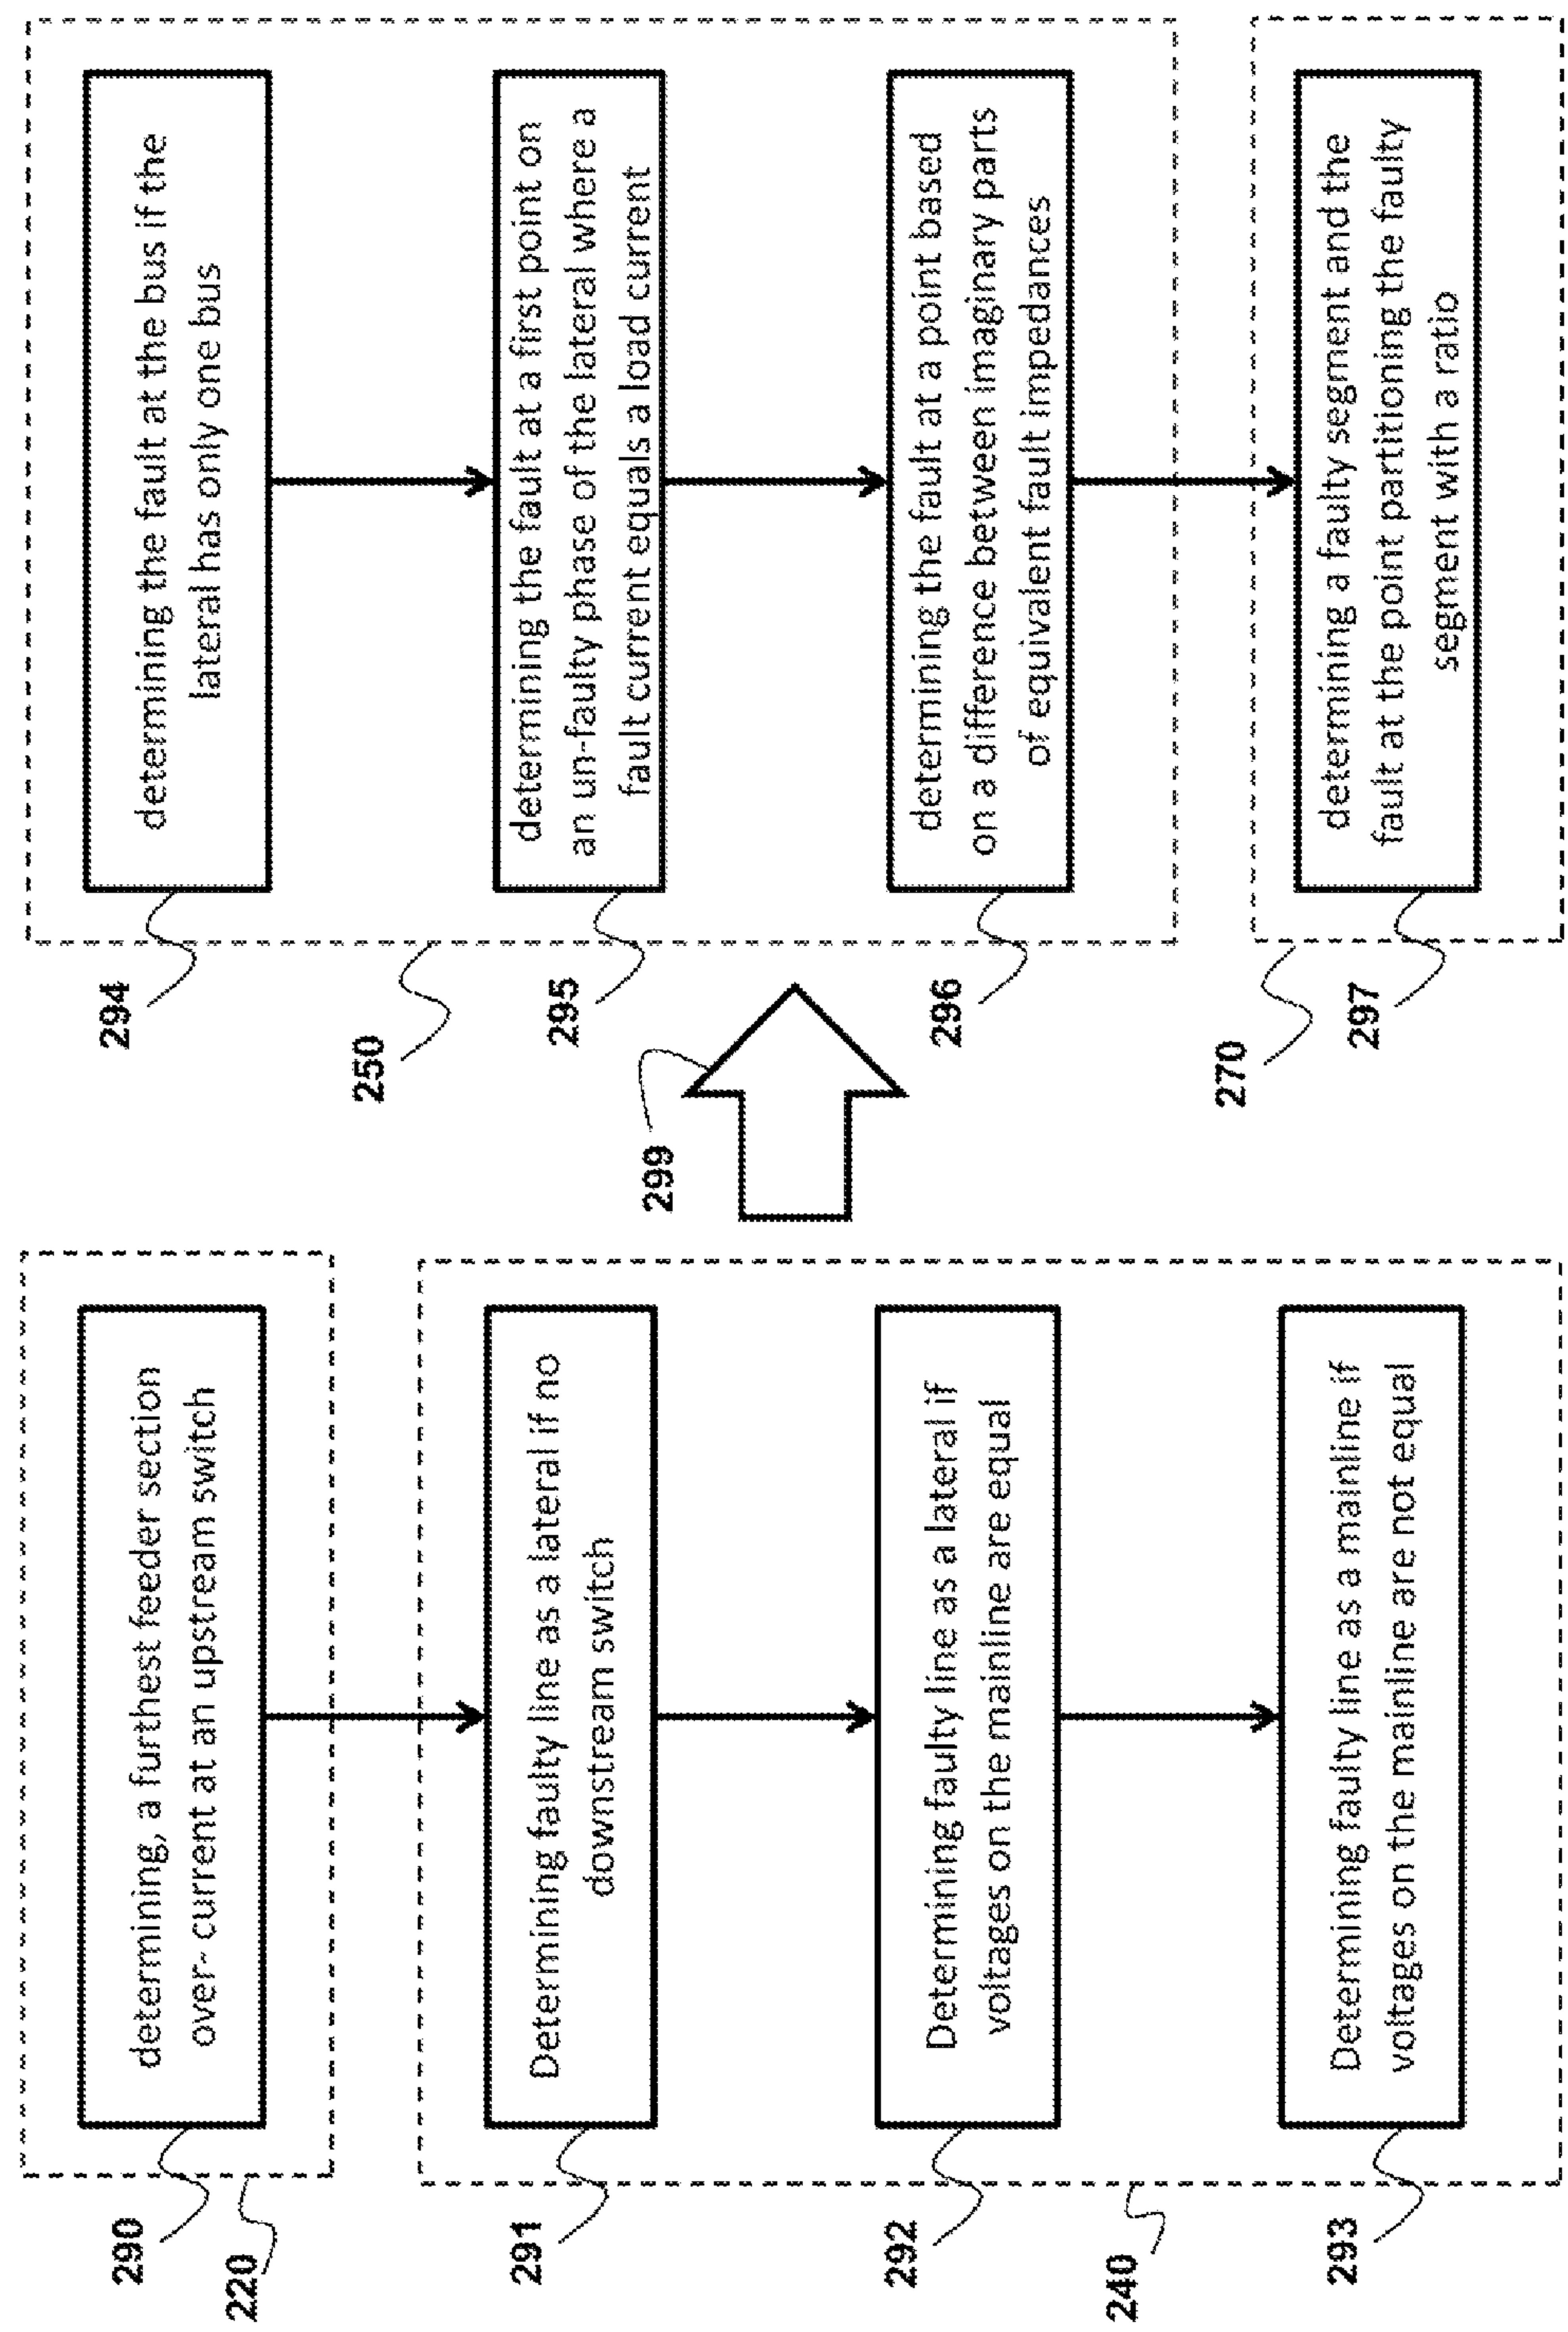 290
determining, a furthest feeder section
over- current at an upstream switch
220
291
Determining faulty line as a lateral if no
downstream switch
292
Determining faulty line as a lateral if
voltages on the mainline are equal
240
293
Determining faulty line as a mainline if
voltages on the mainline are not equal
299
294
determining the fault at the bus if the
lateral has only one bus
250
295
determining the fault at a first point on
an un-faulty phase of the lateral where a
fault current equals a load current
296
determining the fault at a point based
on a difference between imaginary parts
of equivalent fault impedances
270
297
determining a faulty segment and the
fault at the point partitioning the faulty
segment with a ratio